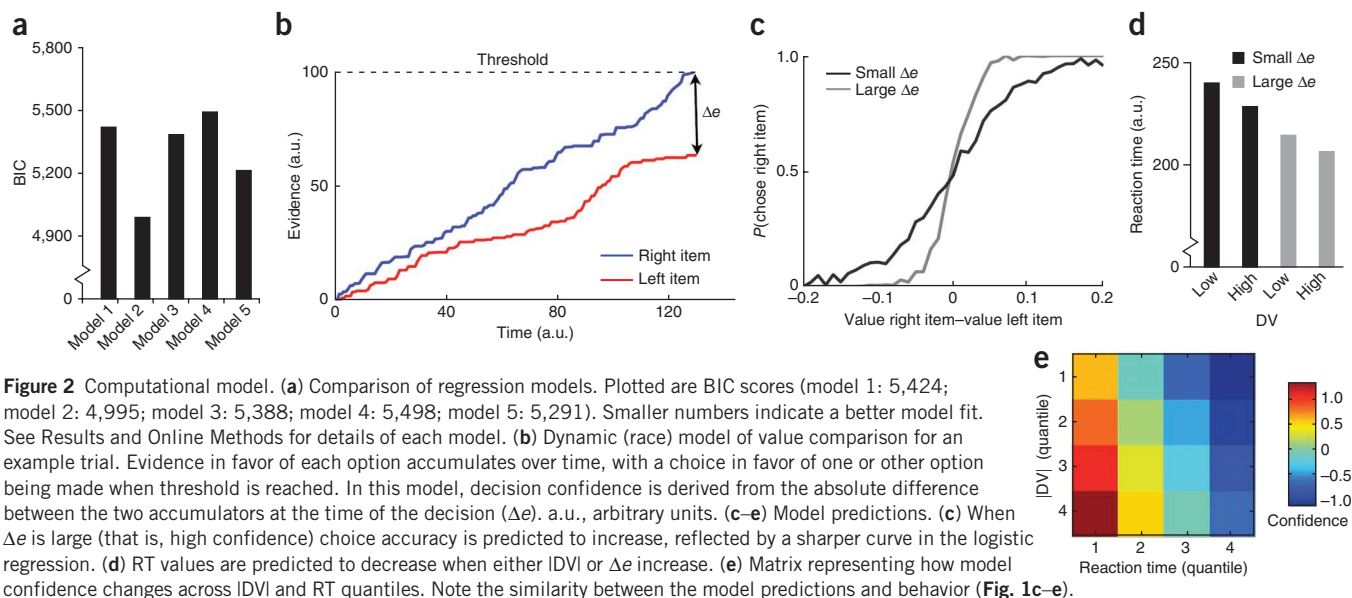 a
5,800
5,500
5,200
4,900
0
BIC
Model 1
Model 2
Model 3
Model 4
Model 5
b
Threshold
100
50
0
Evidence (a.u.)
Δe
Right item
Left item
40
80
120
Time (a.u.)
c
1.0
0.5
0
P(chose right item)
Small Δe
Large Δe
–0.2
–0.1
0
0.1
0.2
Value right item–value left item
d
250
200
0
Reaction time (a.u.)
Small Δe
Large Δe
Low
High
Low
High
DV
e
1
2
3
4
|DV| (quantile)
1
2
3
4
Reaction time (quantile)
1.0
0.5
0
–0.5
–1.0
Confidence
Figure 2 Computational model. (a) Comparison of regression models. Plotted are BIC scores (model 1: 5,424;
model 2: 4,995; model 3: 5,388; model 4: 5,498; model 5: 5,291). Smaller numbers indicate a better model fit.
See Results and Online Methods for details of each model. (b) Dynamic (race) model of value comparison for an
example trial. Evidence in favor of each option accumulates over time, with a choice in favor of one or other option
being made when threshold is reached. In this model, decision confidence is derived from the absolute difference
between the two accumulators at the time of the decision (Δe). a.u., arbitrary units. (c–e) Model predictions. (c) When
Δe is large (that is, high confidence) choice accuracy is predicted to increase, reflected by a sharper curve in the logistic
regression. (d) RT values are predicted to decrease when either |DV| or Δe increase. (e) Matrix representing how model
confidence changes across |DV| and RT quantiles. Note the similarity between the model predictions and behavior (Fig. 1c–e).